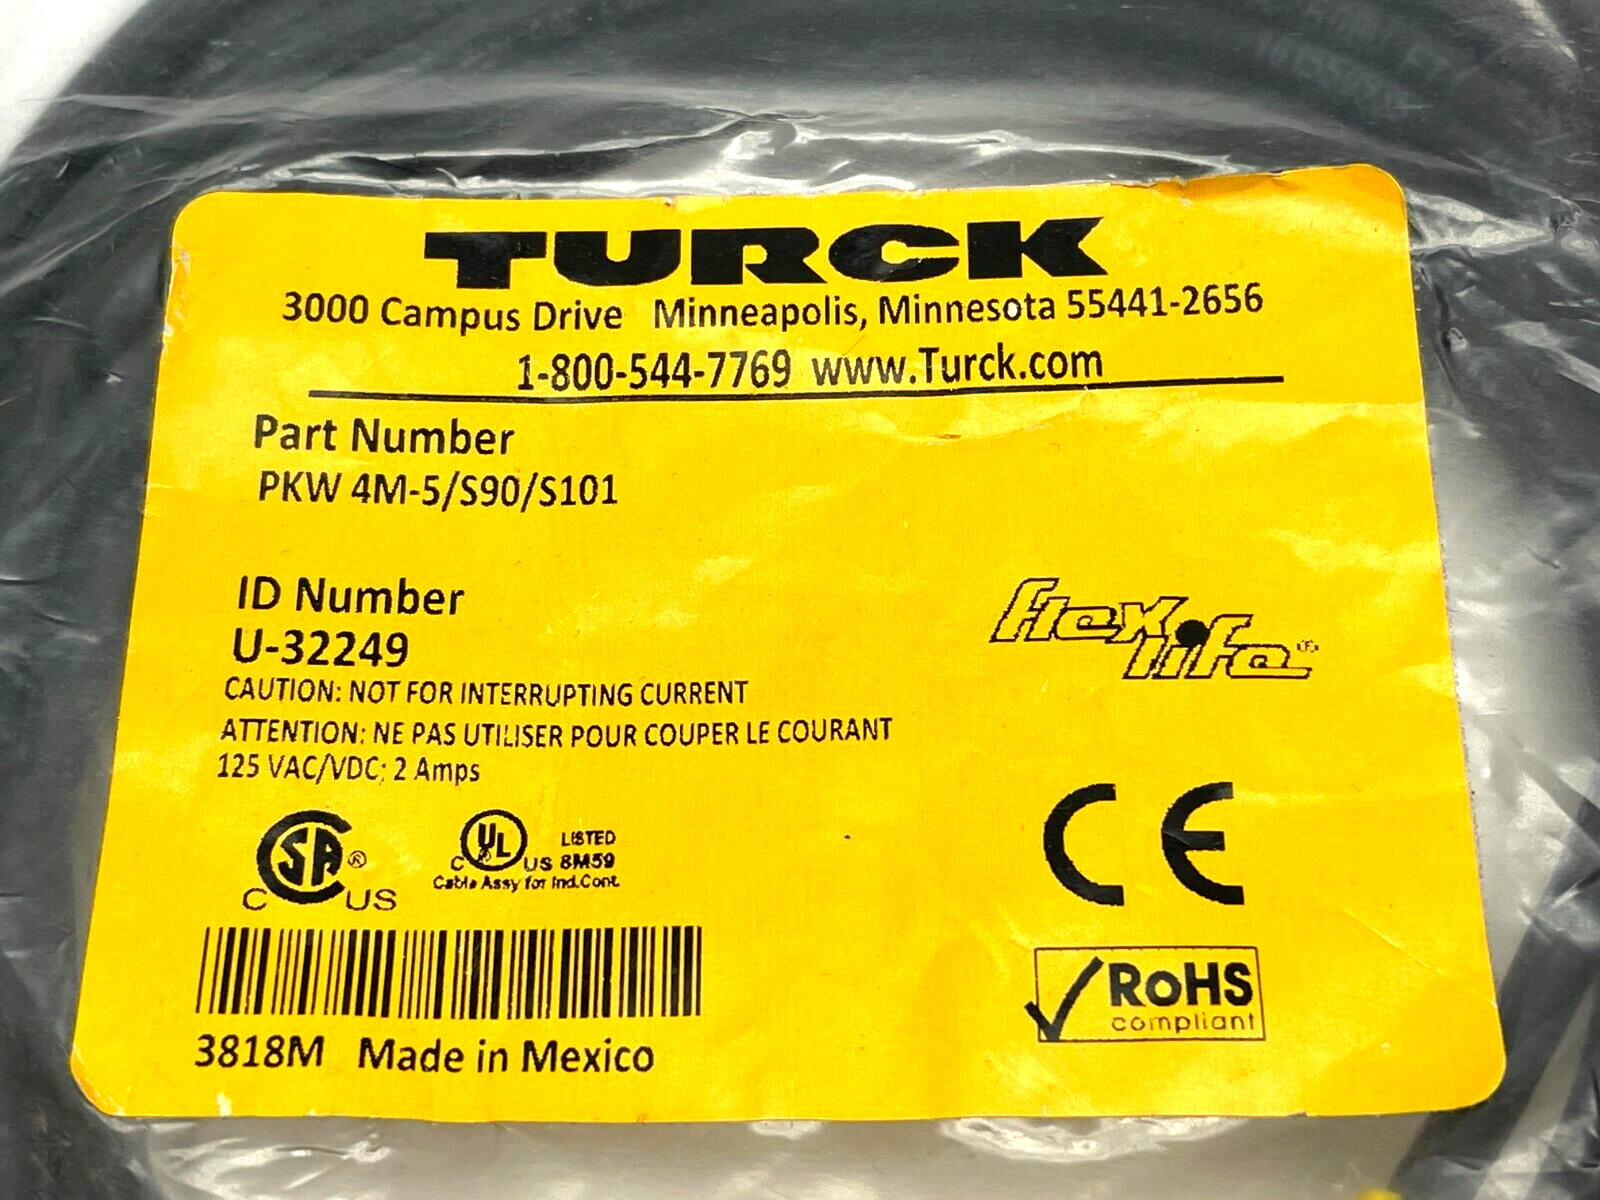 TURCK
3000 Campus Drive Minneapolis, Minnesota 55441-2656
1-800-544-7769 www.Turck.com
Part Number
PKW 4M-5/S90/S101
ID Number
U-32249
flexlife
CAUTION: NOT FOR INTERRUPTING CURRENT
ATTENTION: NE PAS UTILISER POUR COUPER LE COURANT
125 VAC/VDC; 2 Amps
SA ®
C US
C UL US LISTED 8M59
Cable Assy for Ind.Cont.
CE
RoHS
compliant
3818M Made in Mexico